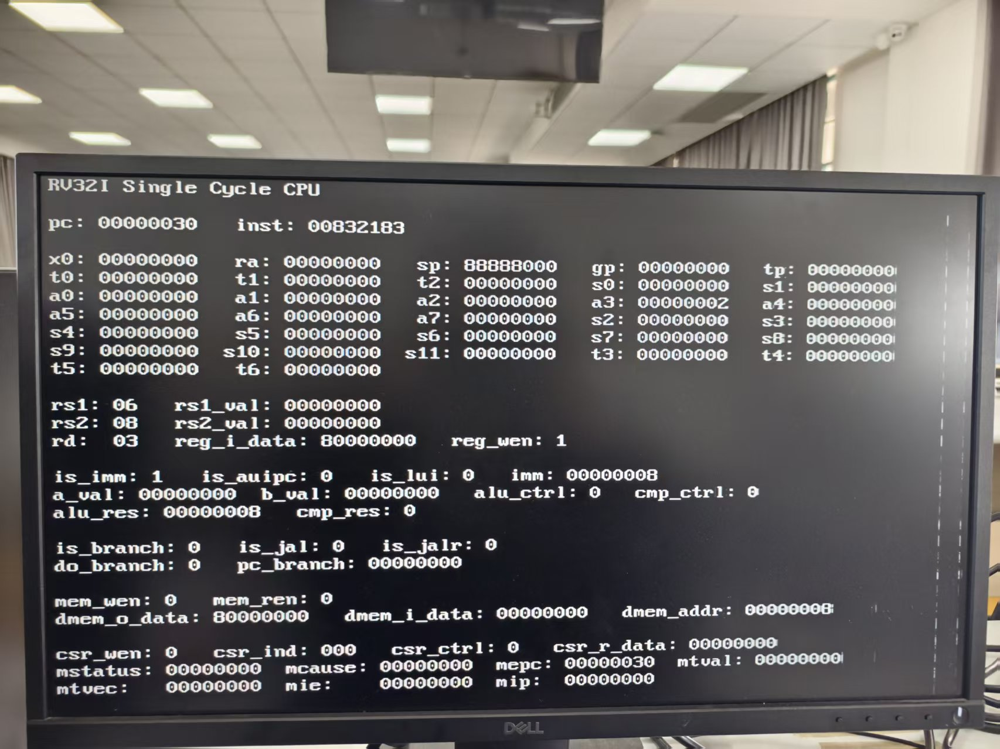 RV32I Single Cycle CPU
pc: 00000030 inst: 00832183
x0: 00000000 ra: 00000000 sp: 88888000 gp: 00000000 tp: 00000000
t0: 00000000 t1: 00000000 t2: 00000000 s0: 00000000 s1: 00000000
a0: 00000000 a1: 00000000 a2: 00000000 a3: 00000002 a4: 00000000
a5: 00000000 a6: 00000000 a7: 00000000 s2: 00000000 s3: 00000000
s4: 00000000 s5: 00000000 s6: 00000000 s7: 00000000 s8: 00000000
s9: 00000000 s10: 00000000 s11: 00000000 t3: 00000000 t4: 00000000
t5: 00000000 t6: 00000000
rs1: 06 rs1_val: 00000000
rs2: 08 rs2_val: 00000000
rd: 03 reg_i_data: 80000000 reg_wen: 1
is_imm: 1 is_auipc: 0 is_lui: 0 imm: 00000008
a_val: 00000000 b_val: 00000000 alu_ctrl: 0 cmp_ctrl: 0
alu_res: 00000008 cmp_res: 0
is_branch: 0 is_jal: 0 is_jalr: 0
do_branch: 0 pc_branch: 00000000
mem_wen: 0 mem_ren: 0
dmem_o_data: 80000000 dmem_i_data: 00000000 dmem_addr: 00000008
csr_wen: 0 csr_ind: 000 csr_ctrl: 0 csr_r_data: 00000000
mstatus: 00000000 mcause: 00000000 mepc: 00000030 mtval: 00000000
mtvec: 00000000 mie: 00000000 mip: 00000000
DELL